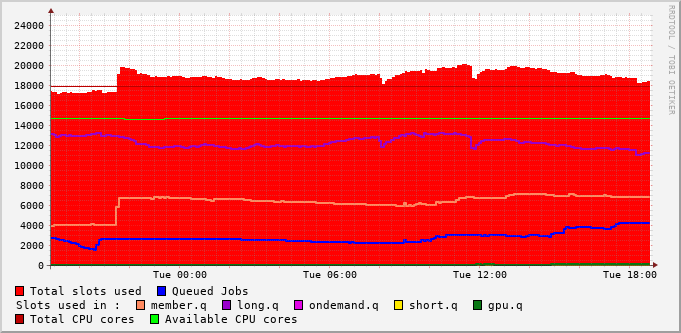 24000
22000
20000
18000
16000
14000
12000
10000
8000
6000
4000
2000
0
Tue 00:00 Tue 06:00 Tue 12:00 Tue 18:00
Total slots used Queued Jobs
Slots used in : member.q long.q ondemand.q short.q gpu.q
Total CPU cores Available CPU cores
RRDTOOL / TOBI OETIKER